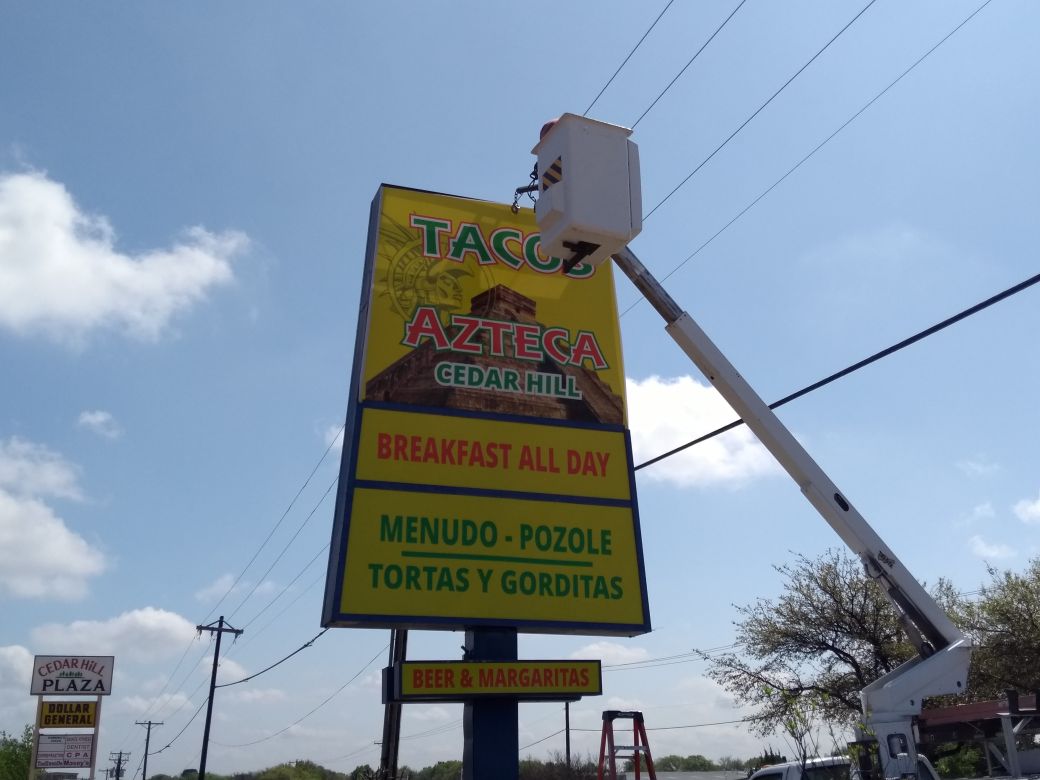 TACOS
AZTECA
CEDAR HILL
BREAKFAST ALL DAY
MENUDO - POZOLE
TORTAS Y GORDITAS
BEER & MARGARITAS
CEDAR HILL
PLAZA
DOLLAR
GENERAL
DENTIST
CPA